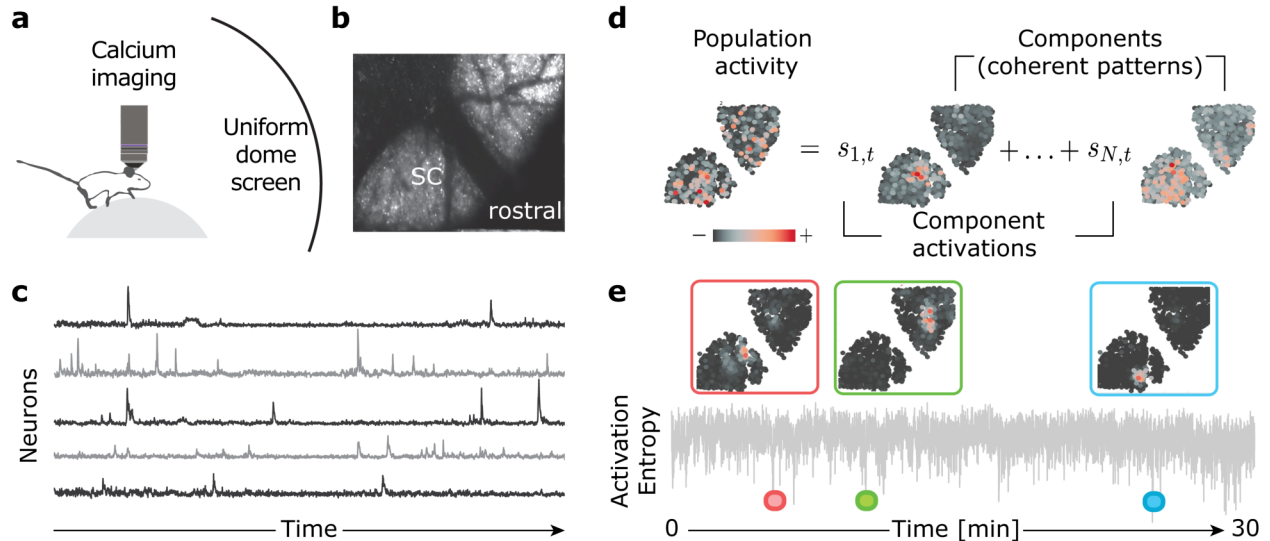 a
Calcium
imaging
Uniform
dome
screen
b
SC
rostral
c
Neurons
Time
d
Population
activity
Components
(coherent patterns)
= s1,t + ... + sN,t
− +
Component
activations
e
Activation
Entropy
0 Time [min] 30